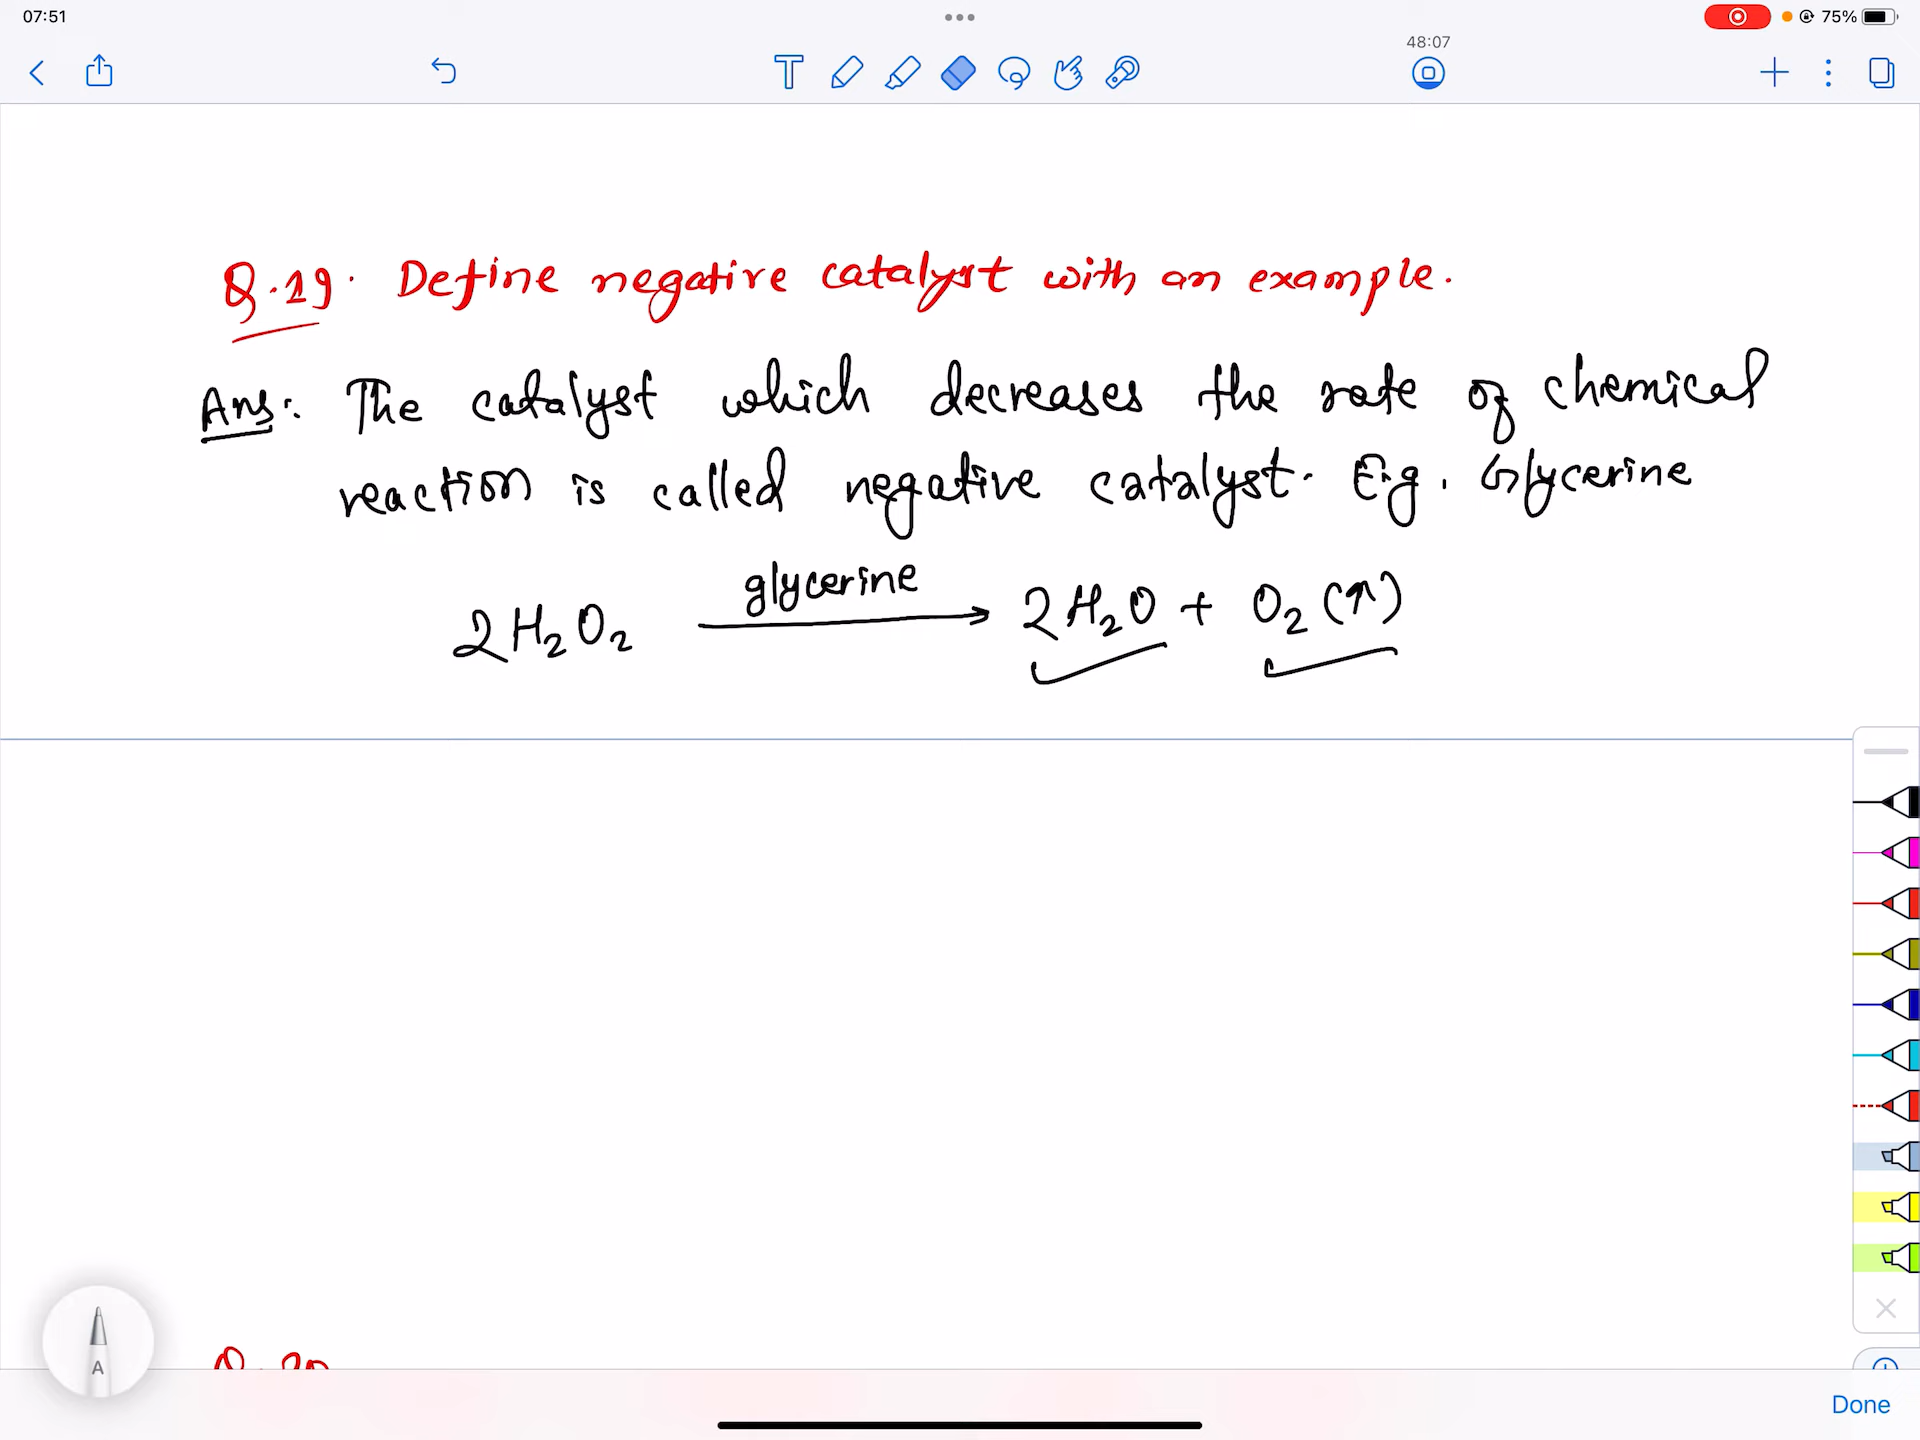 07:51
75%
48:07
Q.19. Define negative catalyst with an example.
Ans: The catalyst which decreases the rate of chemical
reaction is called negative catalyst. E.g. Glycerine
glycerine
2H₂O₂ → 2H₂O + O₂ (↑)
A
Done